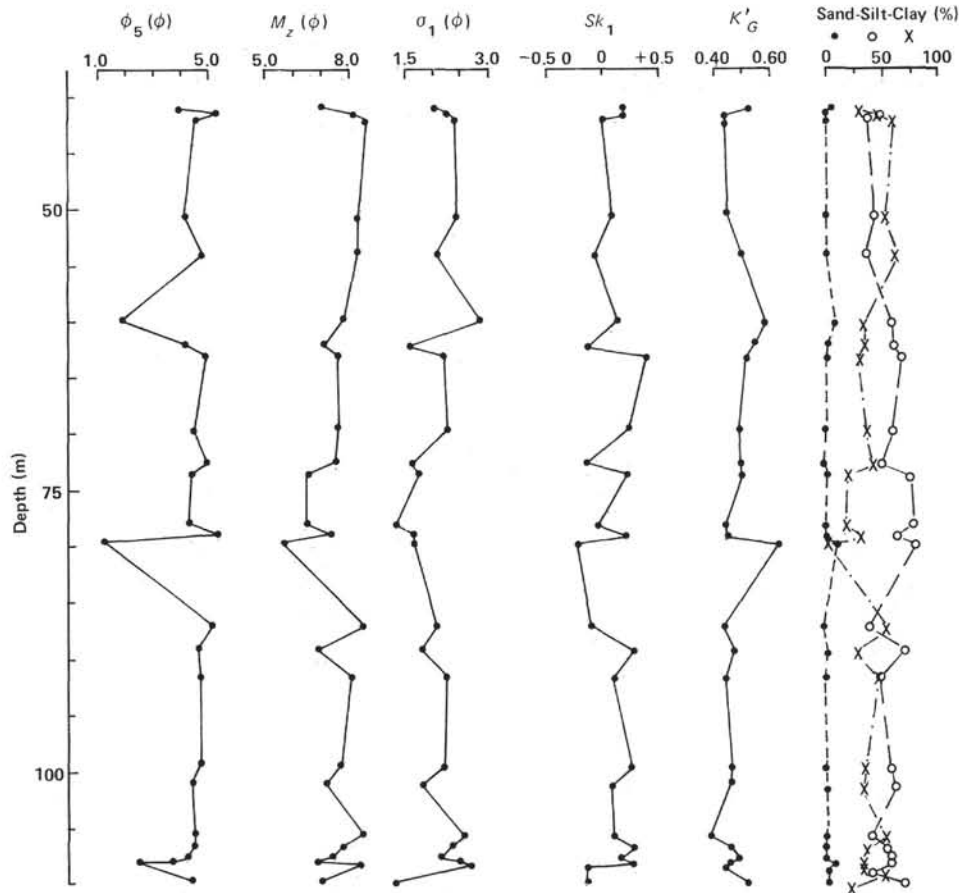 ϕ5 (ϕ) Mz (ϕ) σ1 (ϕ) Sk1 K′G Sand-Silt-Clay (%)
● ○ X
1.0 5.0 5.0 8.0 1.5 3.0 −0.5 0 +0.5 0.40 0.60 0 50 100
50
75
100
Depth (m)